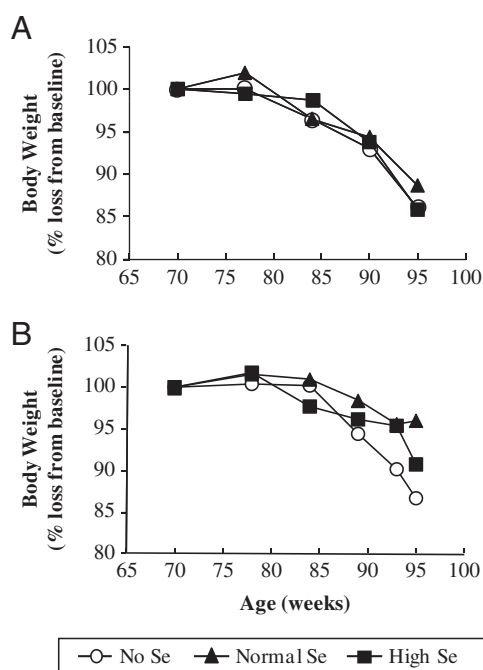 A
105
100
95
90
85
80
65 70 75 80 85 90 95 100
Body Weight
(% loss from baseline)
B
105
100
95
90
85
80
65 70 75 80 85 90 95 100
Body Weight
(% loss from baseline)
Age (weeks)
No Se Normal Se High Se